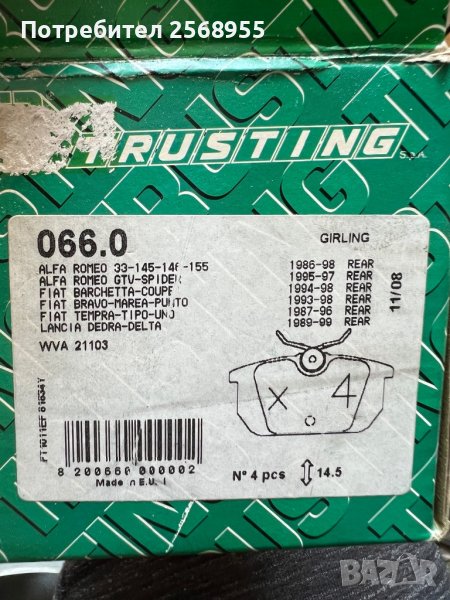 Потребител 2568955
TRUSTING
S.p.A.
066.0
GIRLING
ALFA ROMEO 33-145-146-155 1986-98 REAR
ALFA ROMEO GTV-SPIDER 1995-97 REAR
FIAT BARCHETTA-COUPE 1994-98 REAR
FIAT BRAVO-MAREA-PUNTO 1993-98 REAR
FIAT TEMPRA-TIPO-UNO 1987-96 REAR
LANCIA DEDRA-DELTA 1989-99 REAR
11/08
WVA 21103
x 4
8 200660 000002
Made in E.U.
N° 4 pcs 14.5
BAZAR